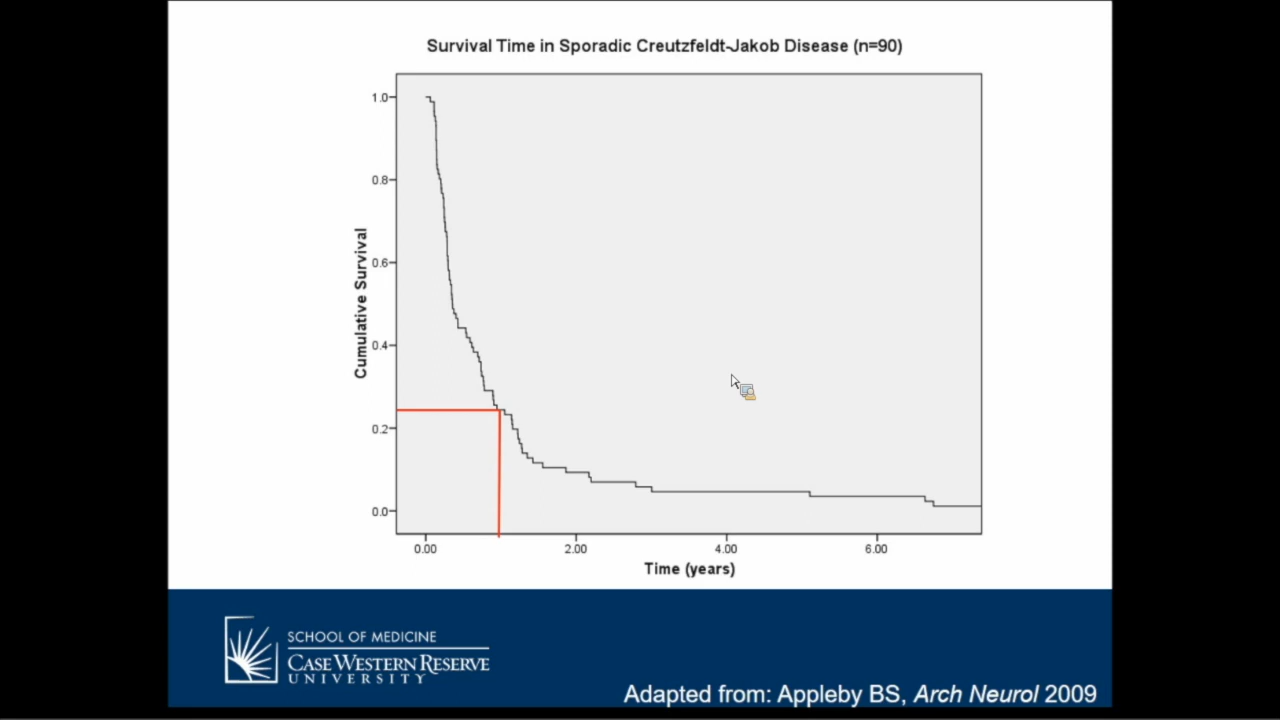 Survival Time in Sporadic Creutzfeldt-Jakob Disease (n=90)
1.0
0.8
0.6
0.4
0.2
0.0
Cumulative Survival
0.00
2.00
4.00
6.00
Time (years)
SCHOOL OF MEDICINE
CASE WESTERN RESERVE
UNIVERSITY
Adapted from: Appleby BS, Arch Neurol 2009